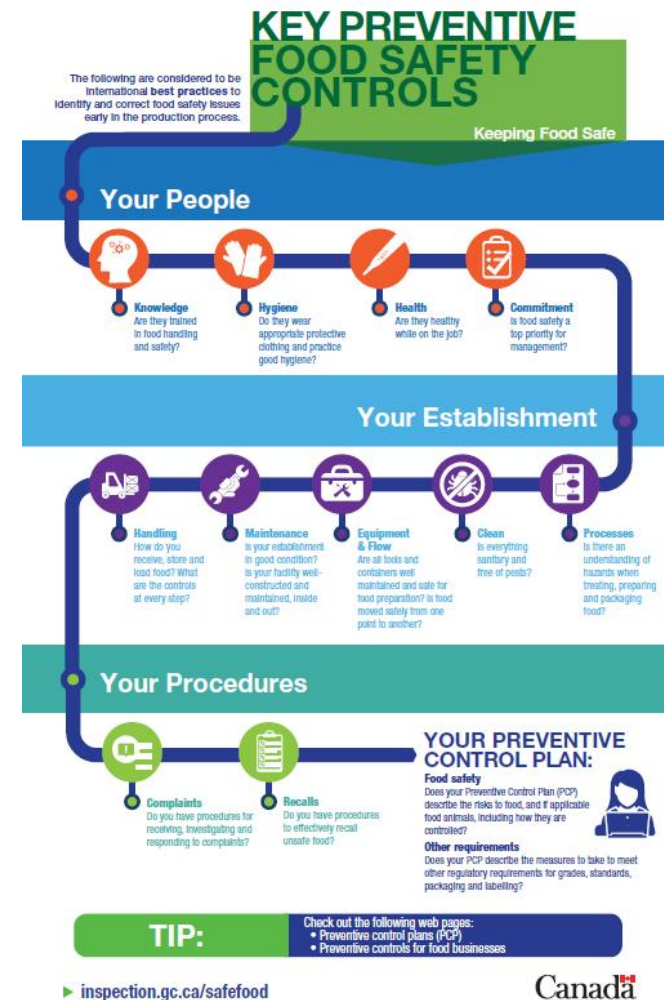 KEY PREVENTIVE
FOOD SAFETY
CONTROLS
The following are considered to be
international best practices to
identify and correct food safety issues
early in the production process.
Keeping Food Safe
Your People
Knowledge
Are they trained
in food handling
and safety?
Hygiene
Do they wear
appropriate protective
clothing and practice
good hygiene?
Health
Are they healthy
while on the job?
Commitment
Is food safety a
top priority for
management?
Your Establishment
Handling
How do you
receive, store and
load food? What
are the controls
at every step?
Maintenance
Is your establishment
in good condition?
Is your facility well-
constructed and
maintained, inside
and out?
Equipment
& Flow
Are all tools and
containers well
maintained and safe for
food preparation? Is food
moved safely from one
point to another?
Clean
Is everything
sanitary and
free of pests?
Processes
Is there an
understanding of
hazards when
treating, preparing
and packaging
food?
Your Procedures
Complaints
Do you have procedures for
receiving, investigating and
responding to complaints?
Recalls
Do you have procedures
to effectively recall
unsafe food?
YOUR PREVENTIVE
CONTROL PLAN:
Food safety
Does your Preventive Control Plan (PCP)
describe the risks to food, and if applicable
food animals, including how they are
controlled?
Other requirements
Does your PCP describe the measures to take to meet
other regulatory requirements for grades, standards,
packaging and labelling?
TIP:
Check out the following web pages:
• Preventive control plans (PCP)
• Preventive controls for food businesses
inspection.gc.ca/safefood
Canada